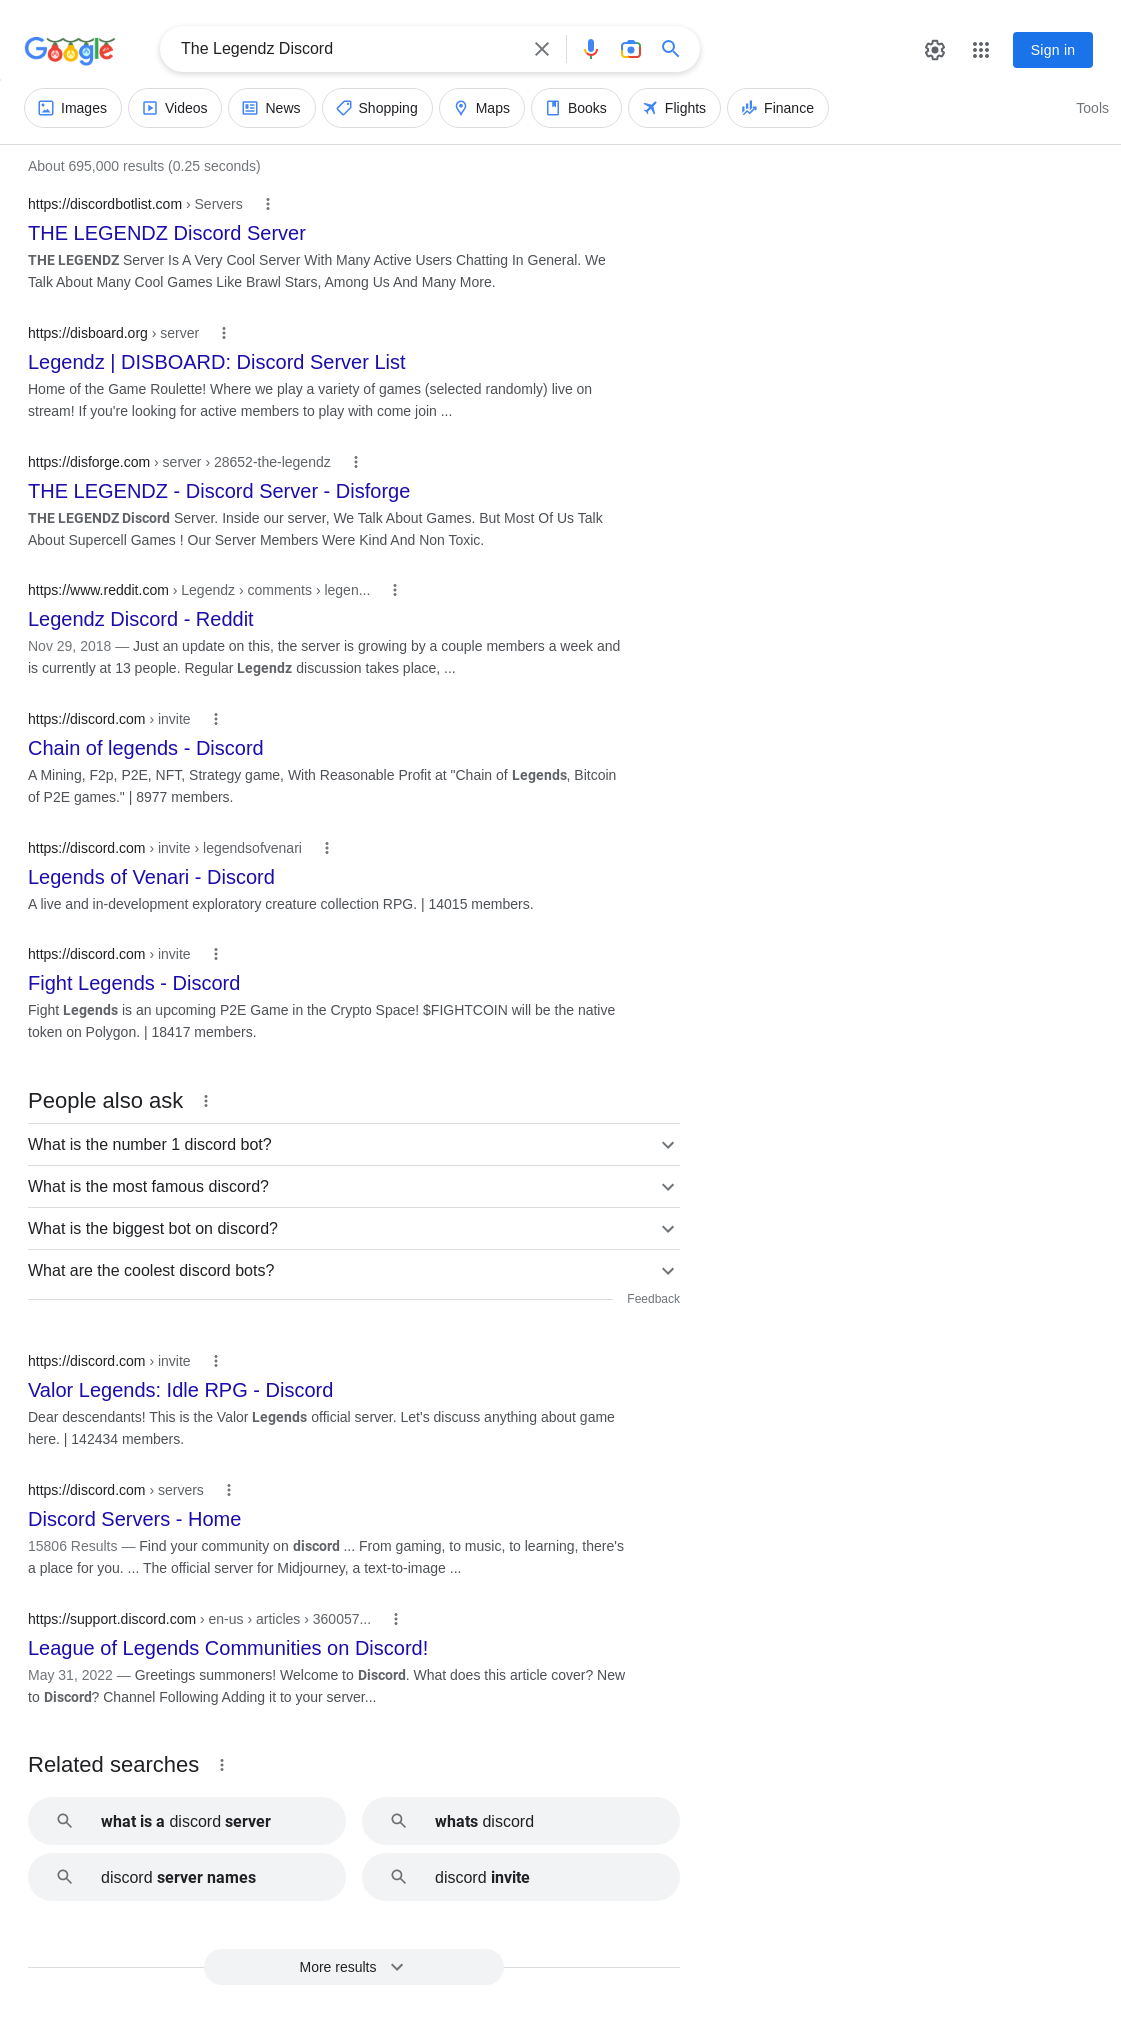 Google
The Legendz Discord
Sign in
Images Videos News Shopping Maps Books Flights Finance Tools
About 695,000 results (0.25 seconds)
https://discordbotlist.com › Servers
THE LEGENDZ Discord Server
THE LEGENDZ Server Is A Very Cool Server With Many Active Users Chatting In General. We
Talk About Many Cool Games Like Brawl Stars, Among Us And Many More.
https://disboard.org › server
Legendz | DISBOARD: Discord Server List
Home of the Game Roulette! Where we play a variety of games (selected randomly) live on
stream! If you're looking for active members to play with come join ...
https://disforge.com › server › 28652-the-legendz
THE LEGENDZ - Discord Server - Disforge
THE LEGENDZ Discord Server. Inside our server, We Talk About Games. But Most Of Us Talk
About Supercell Games ! Our Server Members Were Kind And Non Toxic.
https://www.reddit.com › Legendz › comments › legen...
Legendz Discord - Reddit
Nov 29, 2018 — Just an update on this, the server is growing by a couple members a week and
is currently at 13 people. Regular Legendz discussion takes place, ...
https://discord.com › invite
Chain of legends - Discord
A Mining, F2p, P2E, NFT, Strategy game, With Reasonable Profit at "Chain of Legends, Bitcoin
of P2E games." | 8977 members.
https://discord.com › invite › legendsofvenari
Legends of Venari - Discord
A live and in-development exploratory creature collection RPG. | 14015 members.
https://discord.com › invite
Fight Legends - Discord
Fight Legends is an upcoming P2E Game in the Crypto Space! $FIGHTCOIN will be the native
token on Polygon. | 18417 members.
People also ask
What is the number 1 discord bot?
What is the most famous discord?
What is the biggest bot on discord?
What are the coolest discord bots?
Feedback
https://discord.com › invite
Valor Legends: Idle RPG - Discord
Dear descendants! This is the Valor Legends official server. Let's discuss anything about game
here. | 142434 members.
https://discord.com › servers
Discord Servers - Home
15806 Results — Find your community on discord ... From gaming, to music, to learning, there's
a place for you. ... The official server for Midjourney, a text-to-image ...
https://support.discord.com › en-us › articles › 360057...
League of Legends Communities on Discord!
May 31, 2022 — Greetings summoners! Welcome to Discord. What does this article cover? New
to Discord? Channel Following Adding it to your server...
Related searches
what is a discord server
whats discord
discord server names
discord invite
More results